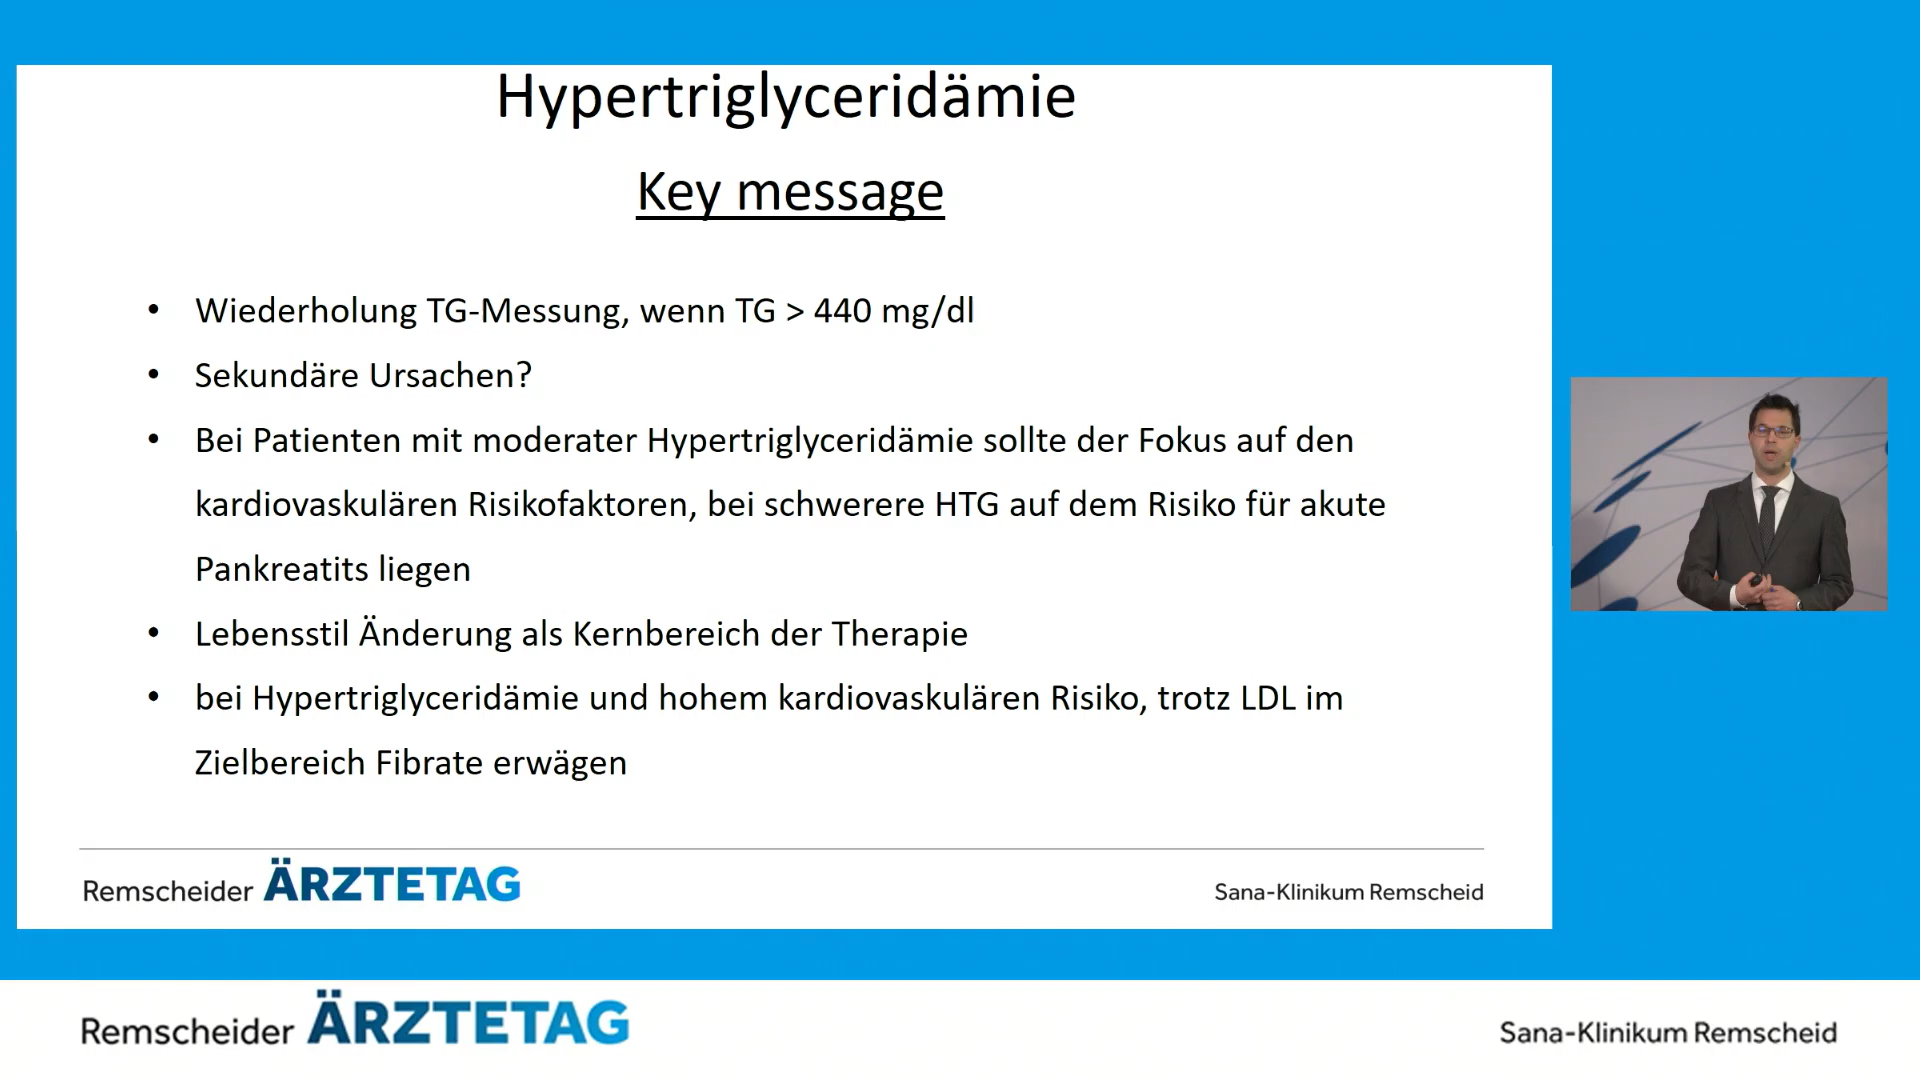 Hypertriglyceridämie
Key message
• Wiederholung TG-Messung, wenn TG > 440 mg/dl
• Sekundäre Ursachen?
• Bei Patienten mit moderater Hypertriglyceridämie sollte der Fokus auf den
kardiovaskulären Risikofaktoren, bei schwerere HTG auf dem Risiko für akute
Pankreatits liegen
• Lebensstil Änderung als Kernbereich der Therapie
• bei Hypertriglyceridämie und hohem kardiovaskulären Risiko, trotz LDL im
Zielbereich Fibrate erwägen
Remscheider ÄRZTETAG
Sana-Klinikum Remscheid
Remscheider ÄRZTETAG
Sana-Klinikum Remscheid